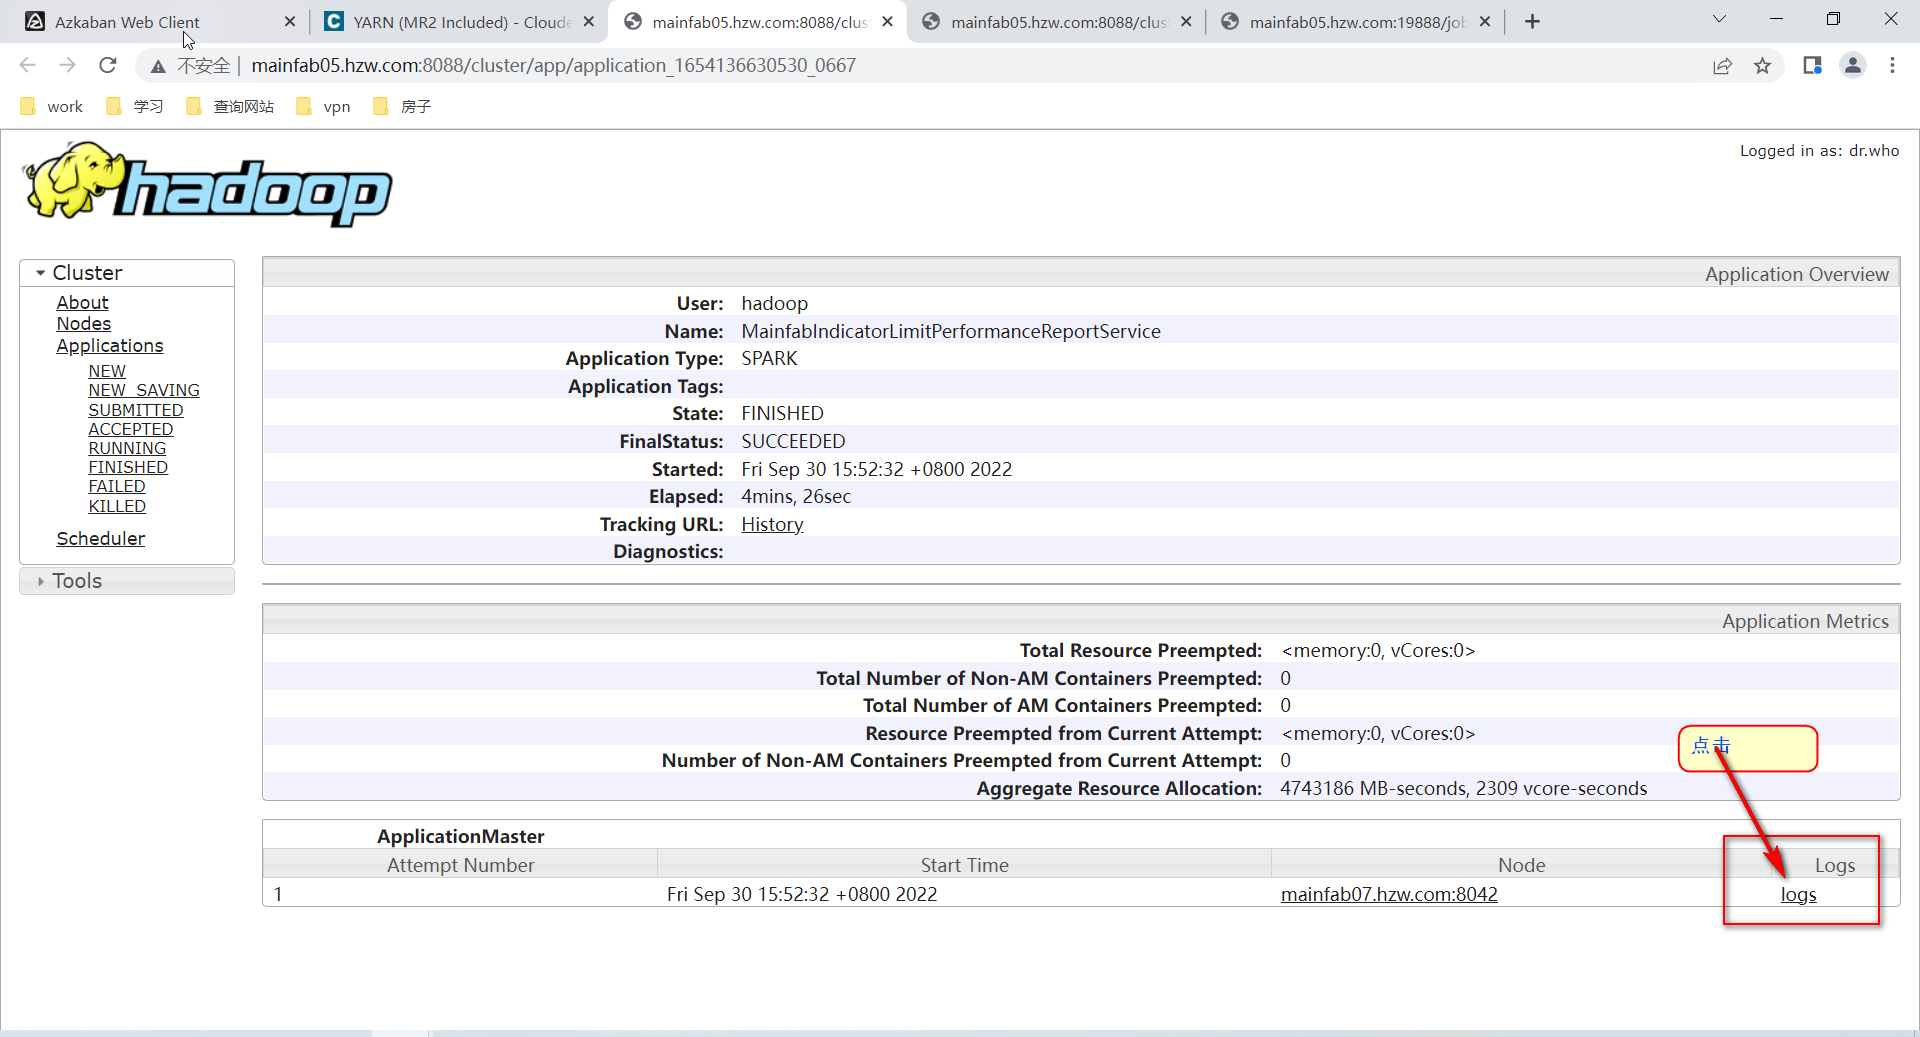 Azkaban Web Client
YARN (MR2 Included) - Cloude
mainfab05.hzw.com:8088/clus
mainfab05.hzw.com:8088/clus
mainfab05.hzw.com:19888/job
不安全 mainfab05.hzw.com:8088/cluster/app/application_1654136630530_0667
work 学习 查询网站 vpn 房子
hadoop
Logged in as: dr.who
Cluster
About
Nodes
Applications
NEW
NEW_SAVING
SUBMITTED
ACCEPTED
RUNNING
FINISHED
FAILED
KILLED
Scheduler
Tools
Application Overview
User: hadoop
Name: MainfabIndicatorLimitPerformanceReportService
Application Type: SPARK
Application Tags:
State: FINISHED
FinalStatus: SUCCEEDED
Started: Fri Sep 30 15:52:32 +0800 2022
Elapsed: 4mins, 26sec
Tracking URL: History
Diagnostics:
Application Metrics
Total Resource Preempted: <memory:0, vCores:0>
Total Number of Non-AM Containers Preempted: 0
Total Number of AM Containers Preempted: 0
Resource Preempted from Current Attempt: <memory:0, vCores:0>
Number of Non-AM Containers Preempted from Current Attempt: 0
Aggregate Resource Allocation: 4743186 MB-seconds, 2309 vcore-seconds
点击
ApplicationMaster
Attempt Number Start Time Node Logs
1 Fri Sep 30 15:52:32 +0800 2022 mainfab07.hzw.com:8042 logs